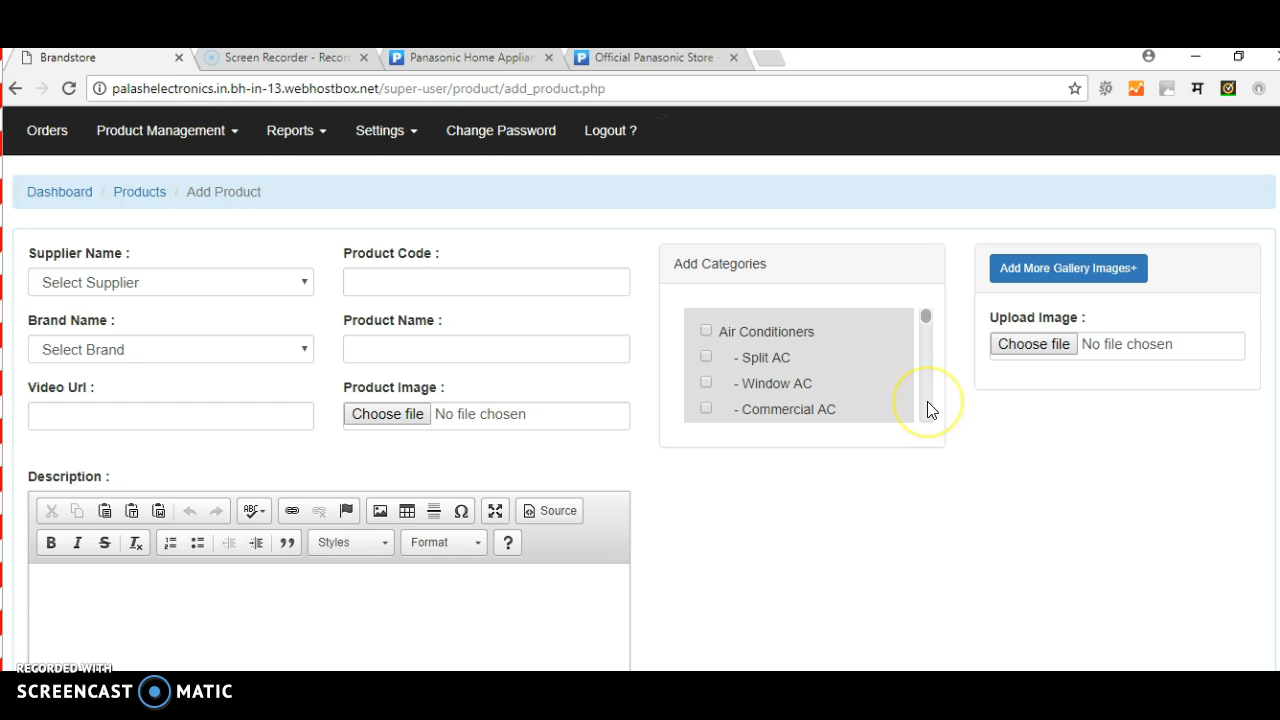 Brandstore
Screen Recorder - Recor
Panasonic Home Applian
Official Panasonic Store -
palashelectronics.in.bh-in-13.webhostbox.net/super-user/product/add_product.php
म
Orders Product Management Reports Settings Change Password Logout ?
Dashboard / Products / Add Product
Supplier Name :
Select Supplier
Brand Name :
Select Brand
Video Url :
Product Code :
Product Name :
Product Image :
Choose file No file chosen
Add Categories
Air Conditioners
- Split AC
- Window AC
- Commercial AC
Add More Gallery Images+
Upload Image :
Choose file No file chosen
Description :
ABC
Ω
Source
B I S Tx
Styles
Format
?
RECORDED WITH
SCREENCAST MATIC